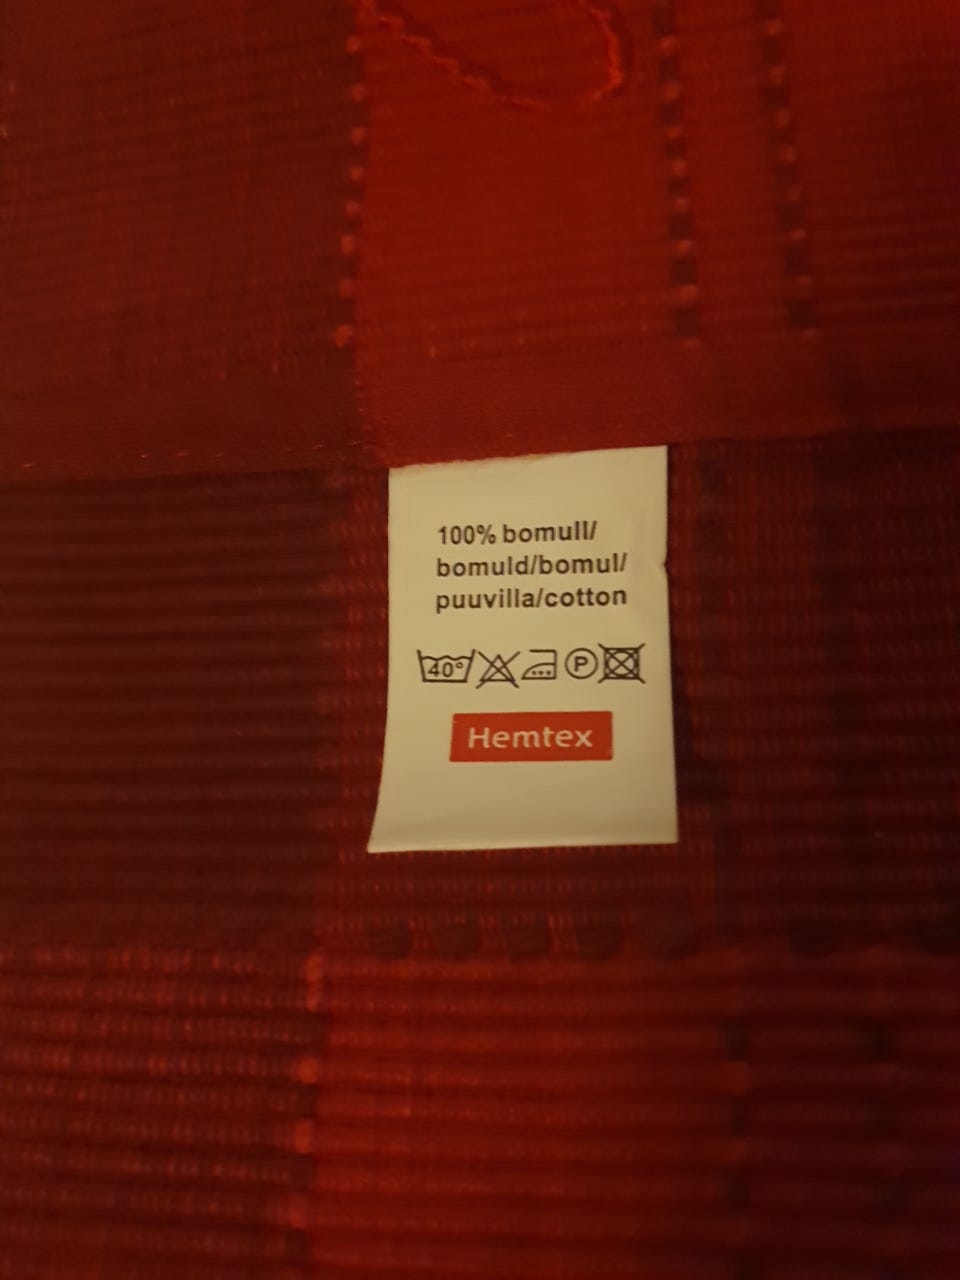 100% bomull/
bomuld/bomul/
puuvilla/cotton
40° P
Hemtex